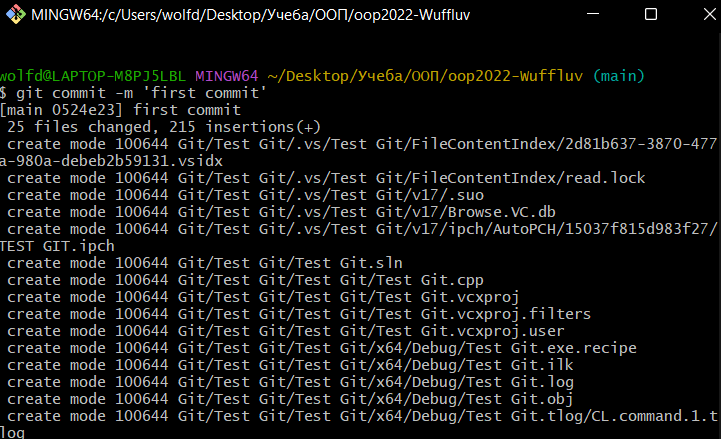 MINGW64:/c/Users/wolfd/Desktop/Учеба/ООП/oop2022-Wuffluv
wolfd@LAPTOP-M8PJ5LBL MINGW64 ~/Desktop/Учеба/ООП/oop2022-Wuffluv (main)
$ git commit -m 'first commit'
[main 0524e23] first commit
 25 files changed, 215 insertions(+)
 create mode 100644 Git/Test Git/.vs/Test Git/FileContentIndex/2d81b637-3870-477
a-980a-debeb2b59131.vsidx
 create mode 100644 Git/Test Git/.vs/Test Git/FileContentIndex/read.lock
 create mode 100644 Git/Test Git/.vs/Test Git/v17/.suo
 create mode 100644 Git/Test Git/.vs/Test Git/v17/Browse.VC.db
 create mode 100644 Git/Test Git/.vs/Test Git/v17/ipch/AutoPCH/15037f815d983f27/
TEST GIT.ipch
 create mode 100644 Git/Test Git/Test Git.sln
 create mode 100644 Git/Test Git/Test Git/Test Git.cpp
 create mode 100644 Git/Test Git/Test Git/Test Git.vcxproj
 create mode 100644 Git/Test Git/Test Git/Test Git.vcxproj.filters
 create mode 100644 Git/Test Git/Test Git/Test Git.vcxproj.user
 create mode 100644 Git/Test Git/Test Git/x64/Debug/Test Git.exe.recipe
 create mode 100644 Git/Test Git/Test Git/x64/Debug/Test Git.ilk
 create mode 100644 Git/Test Git/Test Git/x64/Debug/Test Git.log
 create mode 100644 Git/Test Git/Test Git/x64/Debug/Test Git.obj
 create mode 100644 Git/Test Git/Test Git/x64/Debug/Test Git.tlog/CL.command.1.t
log